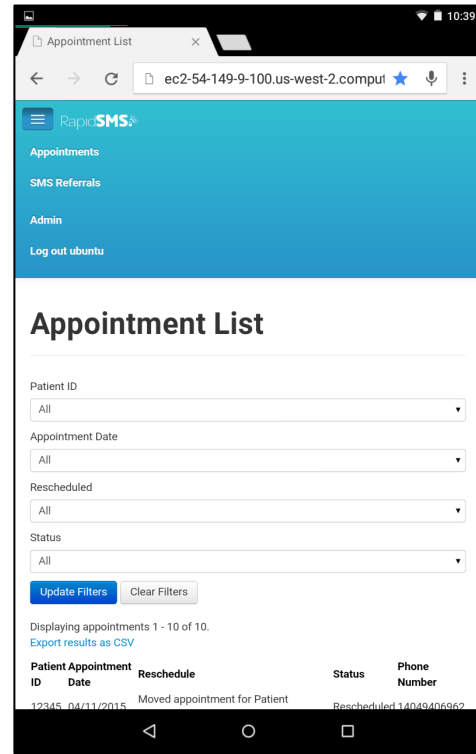 10:39
Appointment List
ec2-54-149-9-100.us-west-2.comput
RapidSMS
Appointments
SMS Referrals
Admin
Log out ubuntu
Appointment List
Patient ID
All
Appointment Date
All
Rescheduled
All
Status
All
Update Filters Clear Filters
Displaying appointments 1 - 10 of 10.
Export results as CSV
Patient ID Appointment Date Reschedule Status Phone Number
12345 04/11/2015 Moved appointment for Patient Rescheduled 14049406962